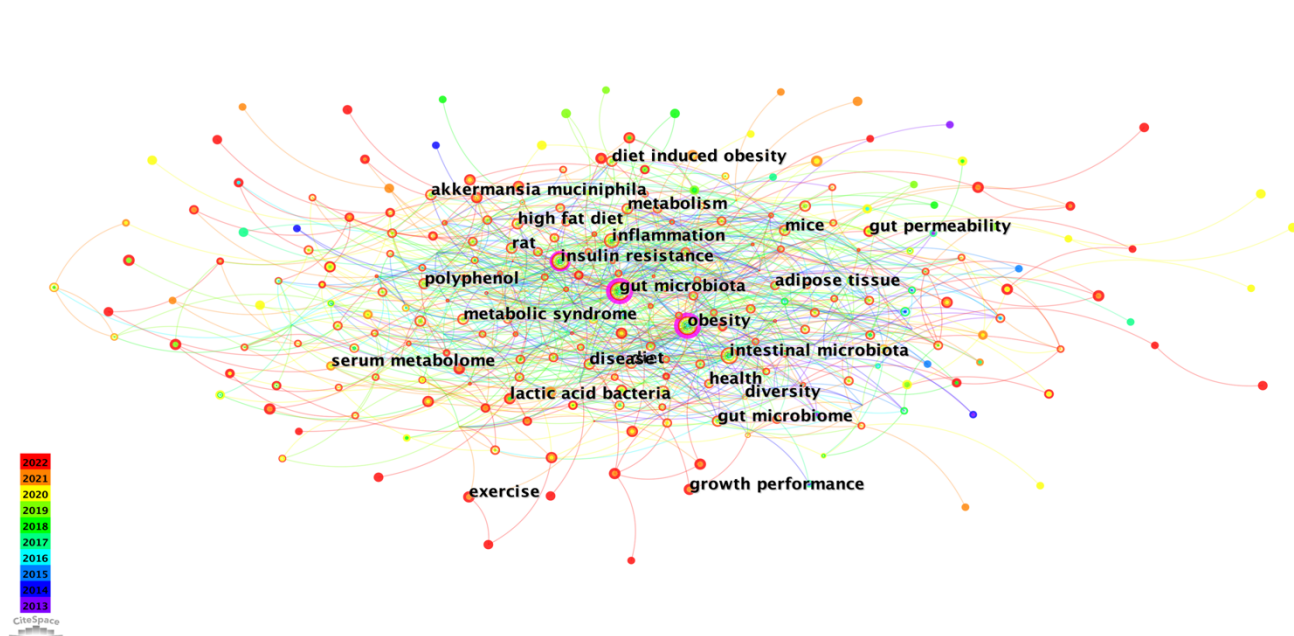 diet induced obesity
akkermansia muciniphila
metabolism
high fat diet
mice
gut permeability
inflammation
rat
insulin resistance
polyphenol
adipose tissue
gut microbiota
metabolic syndrome
obesity
intestinal microbiota
serum metabolome
disease
diet
health
lactic acid bacteria
diversity
gut microbiome
growth performance
exercise
2022
2021
2020
2019
2018
2017
2016
2015
2014
2013
CiteSpace